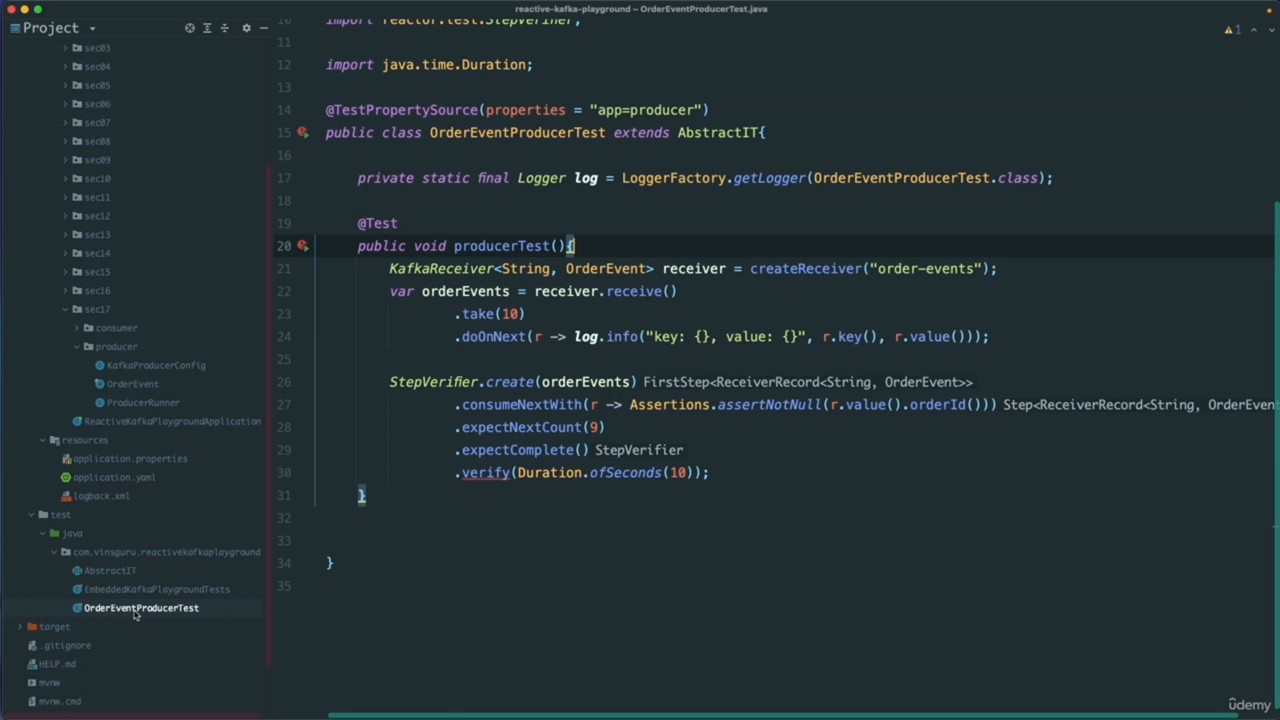 reactive-kafka-playground – OrderEventProducerTest.java
Project
sec03
sec04
sec05
sec06
sec07
sec08
sec09
sec10
sec11
sec12
sec13
sec14
sec15
sec16
sec17
consumer
producer
KafkaProducerConfig
OrderEvent
ProducerRunner
ReactiveKafkaPlaygroundApplication
resources
application.properties
application.yaml
logback.xml
test
java
com.vinsguru.reactivekafkaplayground
AbstractIT
EmbeddedKafkaPlaygroundTests
OrderEventProducerTest
target
.gitignore
HELP.md
mvnw
mvnw.cmd
1
10 import reactor.test.StepVerifier;
11
12 import java.time.Duration;
13
14 @TestPropertySource(properties = "app=producer")
15 public class OrderEventProducerTest extends AbstractIT{
16
17 private static final Logger log = LoggerFactory.getLogger(OrderEventProducerTest.class);
18
19 @Test
20 public void producerTest(){
21 KafkaReceiver<String, OrderEvent> receiver = createReceiver("order-events");
22 var orderEvents = receiver.receive()
23 .take(10)
24 .doOnNext(r -> log.info("key: {}, value: {}", r.key(), r.value()));
25
26 StepVerifier.create(orderEvents) FirstStep<ReceiverRecord<String, OrderEvent>>
27 .consumeNextWith(r -> Assertions.assertNotNull(r.value().orderId())) Step<ReceiverRecord<String, OrderEven
28 .expectNextCount(9)
29 .expectComplete() StepVerifier
30 .verify(Duration.ofSeconds(10));
31 }
32
33
34 }
35
ûdemy